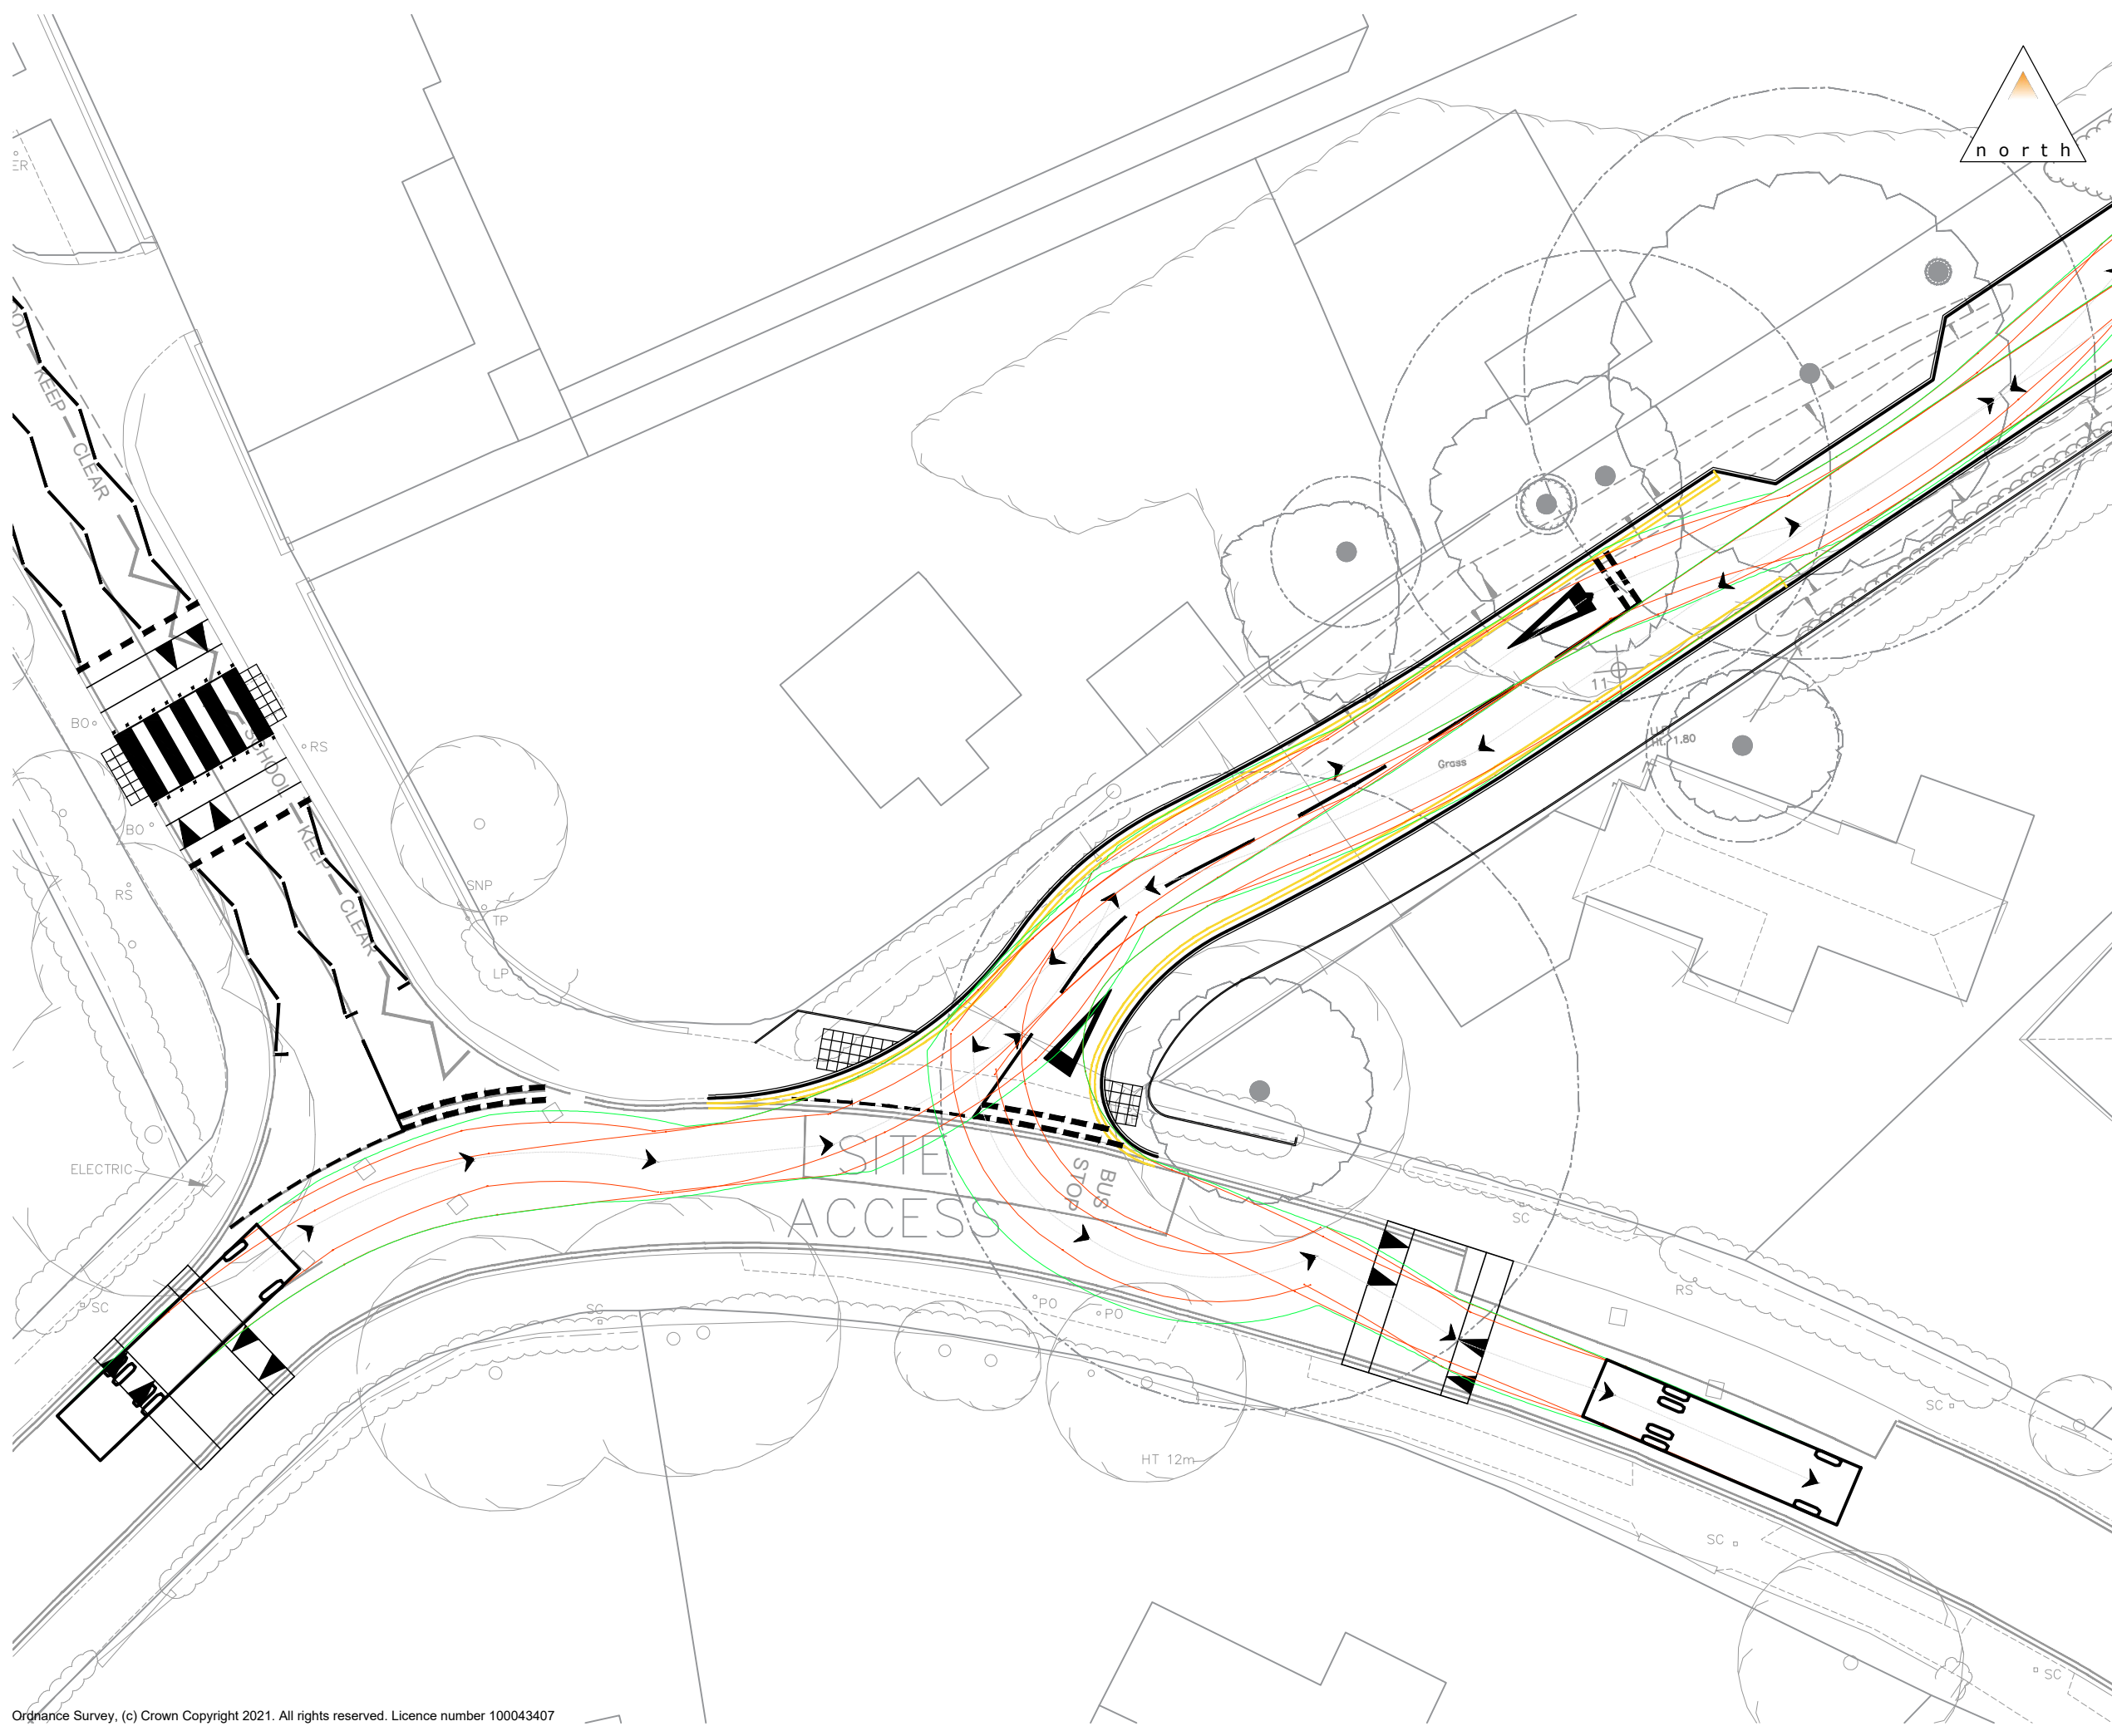 north
ER
OL
KEEP
CLEAR
BO
RS
SCHOOL
BO
KEEP
CLEAR
RS
SNP
TP
LP
11
1.80
Grass
ELECTRIC
SITE
ACCESS
BUS
STOP
SC
SC
SC
PO
PO
RS
SC
HT 12m
SC
SC
Ordnance Survey, (c) Crown Copyright 2021. All rights reserved. Licence number 100043407